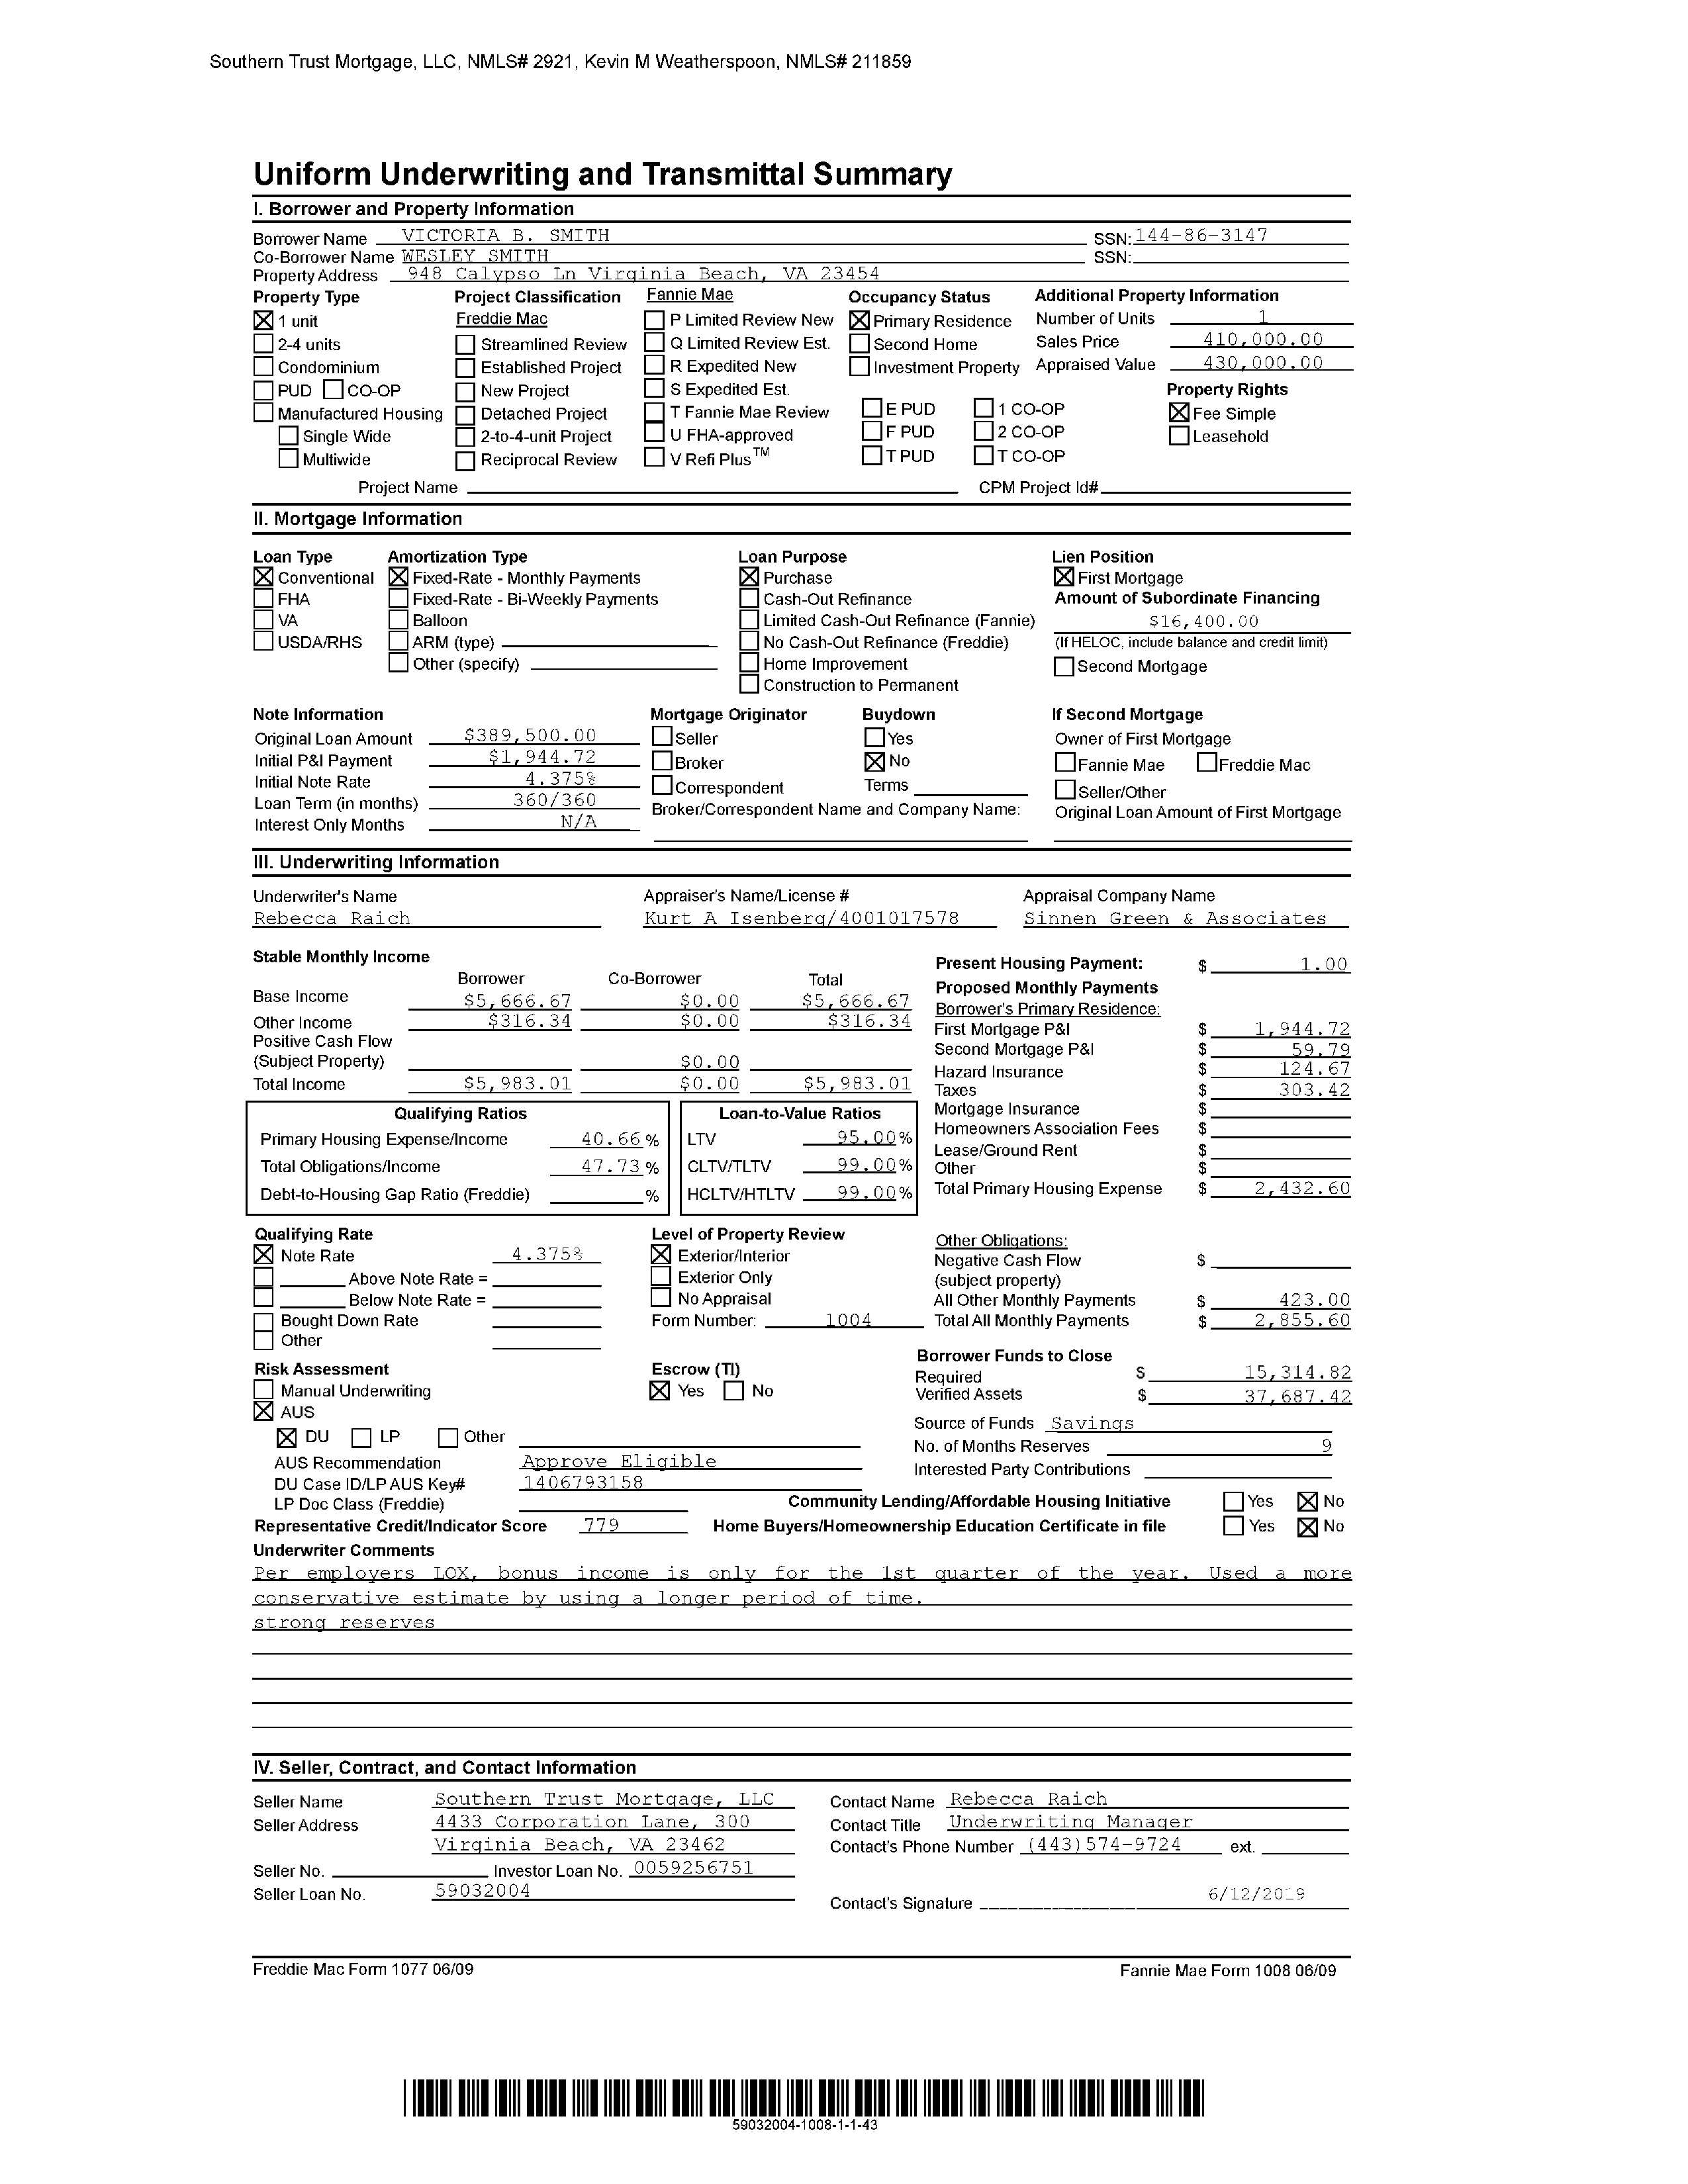 Southern Trust Mortgage, LLC, NMLS# 2921, Kevin M Weatherspoon, NMLS# 211859
Uniform Underwriting and Transmittal Summary
I. Borrower and Property Information
Borrower Name VICTORIA B. SMITH SSN: 144-86-3147
Co-Borrower Name WESLEY SMITH SSN:
Property Address 948 Calypso Ln Virginia Beach, VA 23454
Property Type Project Classification Fannie Mae Occupancy Status Additional Property Information
1 unit Freddie Mac P Limited Review New Primary Residence Number of Units 1
2-4 units Streamlined Review Q Limited Review Est. Second Home Sales Price 410,000.00
Condominium Established Project R Expedited New Investment Property Appraised Value 430,000.00
PUD CO-OP New Project S Expedited Est. Property Rights
Manufactured Housing Detached Project T Fannie Mae Review E PUD 1 CO-OP Fee Simple
Single Wide 2-to-4-unit Project U FHA-approved F PUD 2 CO-OP Leasehold
Multiwide Reciprocal Review V Refi Plus™ T PUD T CO-OP
Project Name CPM Project Id#
II. Mortgage Information
Loan Type Amortization Type Loan Purpose Lien Position
Conventional Fixed-Rate - Monthly Payments Purchase First Mortgage
FHA Fixed-Rate - Bi-Weekly Payments Cash-Out Refinance Amount of Subordinate Financing
VA Balloon Limited Cash-Out Refinance (Fannie) $16,400.00
USDA/RHS ARM (type) No Cash-Out Refinance (Freddie) (If HELOC, include balance and credit limit)
Other (specify) Home Improvement Second Mortgage
Construction to Permanent
Note Information Mortgage Originator Buydown If Second Mortgage
Original Loan Amount $389,500.00 Seller Yes Owner of First Mortgage
Initial P&I Payment $1,944.72 Broker No Fannie Mae Freddie Mac
Initial Note Rate 4.375% Correspondent Terms Seller/Other
Loan Term (in months) 360/360 Broker/Correspondent Name and Company Name: Original Loan Amount of First Mortgage
Interest Only Months N/A
III. Underwriting Information
Underwriter's Name Appraiser's Name/License # Appraisal Company Name
Rebecca Raich Kurt A Isenberg/4001017578 Sinnen Green & Associates
Stable Monthly Income Present Housing Payment: $ 1.00
Borrower Co-Borrower Total Proposed Monthly Payments
Base Income $5,666.67 $0.00 $5,666.67 Borrower's Primary Residence:
Other Income $316.34 $0.00 $316.34 First Mortgage P&I $ 1,944.72
Positive Cash Flow Second Mortgage P&I $ 59.79
(Subject Property) $0.00 Hazard Insurance $ 124.67
Total Income $5,983.01 $0.00 $5,983.01 Taxes $ 303.42
Qualifying Ratios Loan-to-Value Ratios Mortgage Insurance $
Homeowners Association Fees $
Primary Housing Expense/Income 40.66 % LTV 95.00% Lease/Ground Rent $
Total Obligations/Income 47.73 % CLTV/TLTV 99.00% Other $
Debt-to-Housing Gap Ratio (Freddie) % HCLTV/HTLTV 99.00% Total Primary Housing Expense $ 2,432.60
Qualifying Rate Level of Property Review Other Obligations:
Note Rate 4.375% Exterior/Interior Negative Cash Flow $
Above Note Rate = Exterior Only (subject property)
Below Note Rate = No Appraisal All Other Monthly Payments $ 423.00
Bought Down Rate Form Number: 1004 Total All Monthly Payments $ 2,855.60
Other
Borrower Funds to Close
Risk Assessment Escrow (TI) Required $ 15,314.82
Manual Underwriting Yes No Verified Assets $ 37,687.42
AUS
Source of Funds Savings
DU LP Other No. of Months Reserves 9
AUS Recommendation Approve Eligible Interested Party Contributions
DU Case ID/LP AUS Key# 1406793158
LP Doc Class (Freddie) Community Lending/Affordable Housing Initiative Yes No
Representative Credit/Indicator Score 779 Home Buyers/Homeownership Education Certificate in file Yes No
Underwriter Comments
Per employers LOX, bonus income is only for the 1st quarter of the year. Used a more
conservative estimate by using a longer period of time.
strong reserves
IV. Seller, Contract, and Contact Information
Seller Name Southern Trust Mortgage, LLC Contact Name Rebecca Raich
Seller Address 4433 Corporation Lane, 300 Contact Title Underwriting Manager
Virginia Beach, VA 23462 Contact's Phone Number (443)574-9724 ext.
Seller No. Investor Loan No. 0059256751
Seller Loan No. 59032004 Contact's Signature 6/12/2019
Freddie Mac Form 1077 06/09 Fannie Mae Form 1008 06/09
59032004-1008-1-1-43